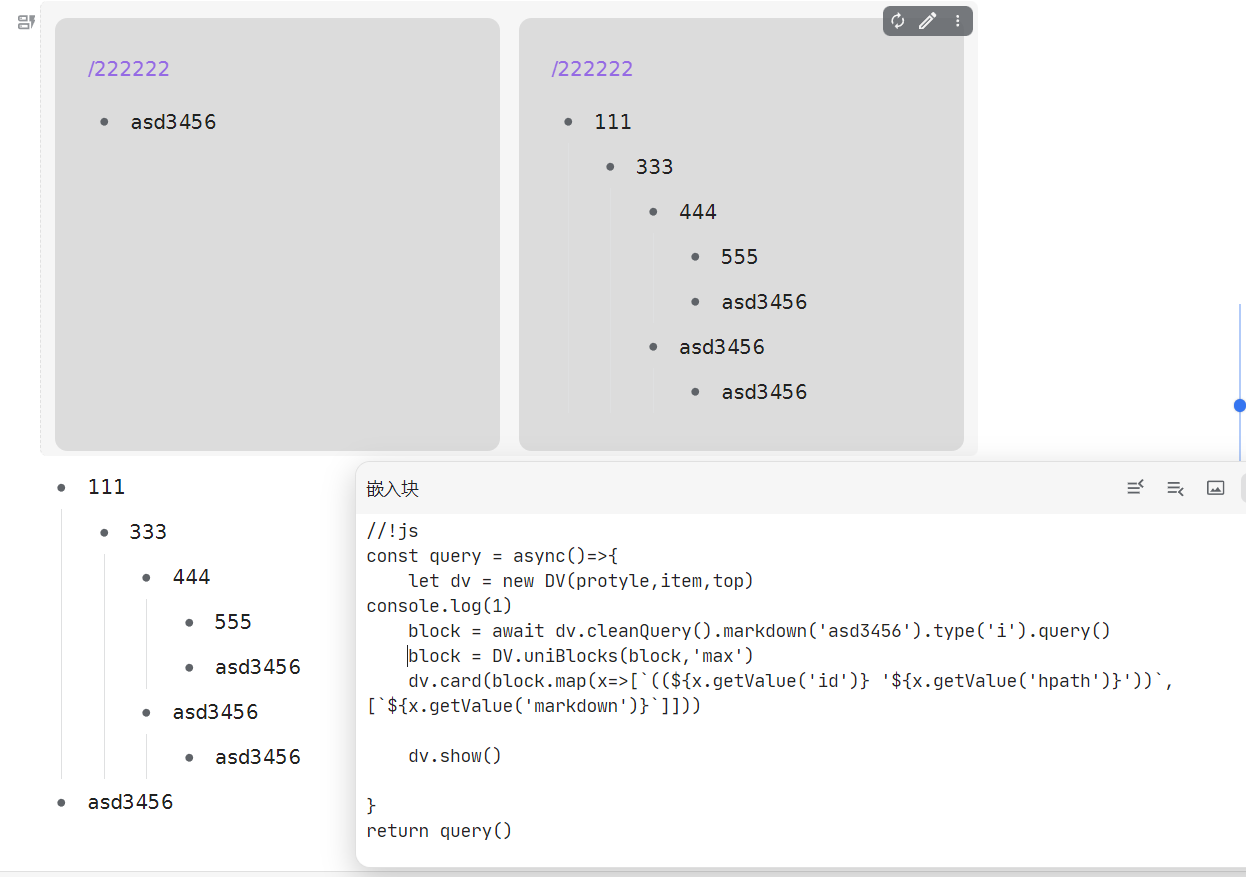 /222222
asd3456
/222222
111
333
444
555
asd3456
asd3456
asd3456
111
333
444
555
asd3456
asd3456
asd3456
asd3456
嵌入块
//!js
const query = async()=>{
    let dv = new DV(protyle,item,top)
console.log(1)
    block = await dv.cleanQuery().markdown('asd3456').type('i').query()
    block = DV.uniBlocks(block,'max')
    dv.card(block.map(x=>[`((${x.getValue('id')} '${x.getValue('hpath')}'))`,
[`${x.getValue('markdown')}`]]))
    dv.show()
}
return query()